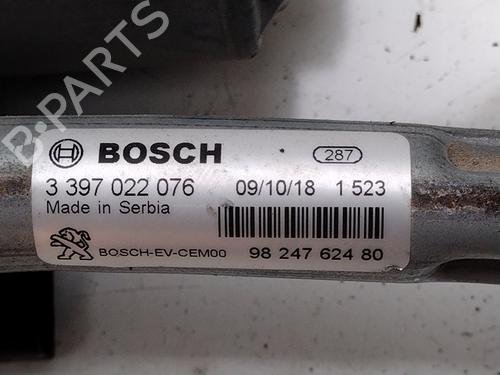 B-PARTS
BOSCH 287
3 397 022 076 09/10/18 1 523
Made in Serbia
BOSCH-EV-CEM00 98 247 624 80